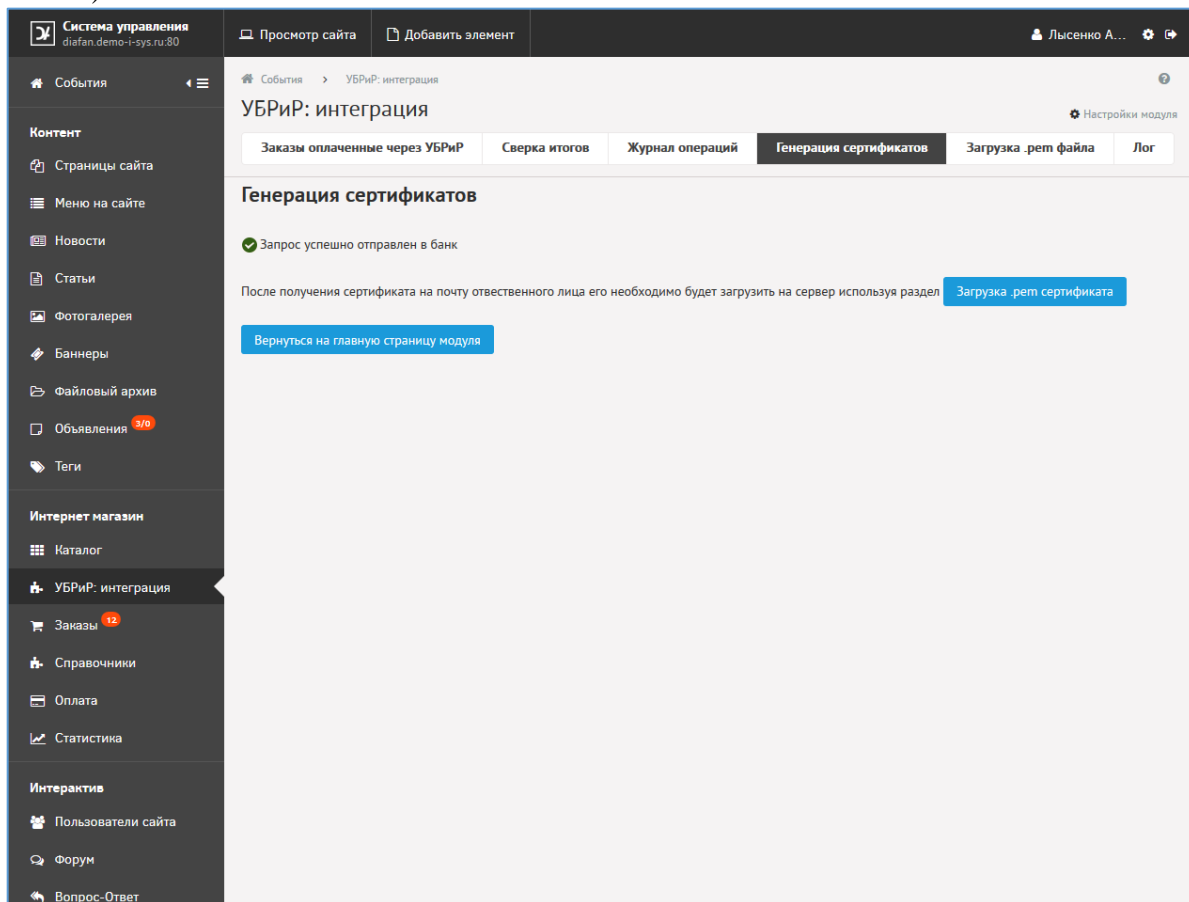 Система управления
diafan.demo-i-sys.ru:80
Просмотр сайта
Добавить элемент
Лысенко А...
События
События > УБРиР: интеграция
УБРиР: интеграция
Настройки модуля
Заказы оплаченные через УБРиР
Сверка итогов
Журнал операций
Генерация сертификатов
Загрузка .pem файла
Лог
Контент
Страницы сайта
Меню на сайте
Новости
Статьи
Фотогалерея
Баннеры
Файловый архив
Объявления 3/0
Теги
Интернет магазин
Каталог
УБРиР: интеграция
Заказы 12
Справочники
Оплата
Статистика
Интерактив
Пользователи сайта
Форум
Вопрос-Ответ
Генерация сертификатов
Запрос успешно отправлен в банк
После получения сертификата на почту отвественного лица его необходимо будет загрузить на сервер используя раздел Загрузка .pem сертификата
Вернуться на главную страницу модуля